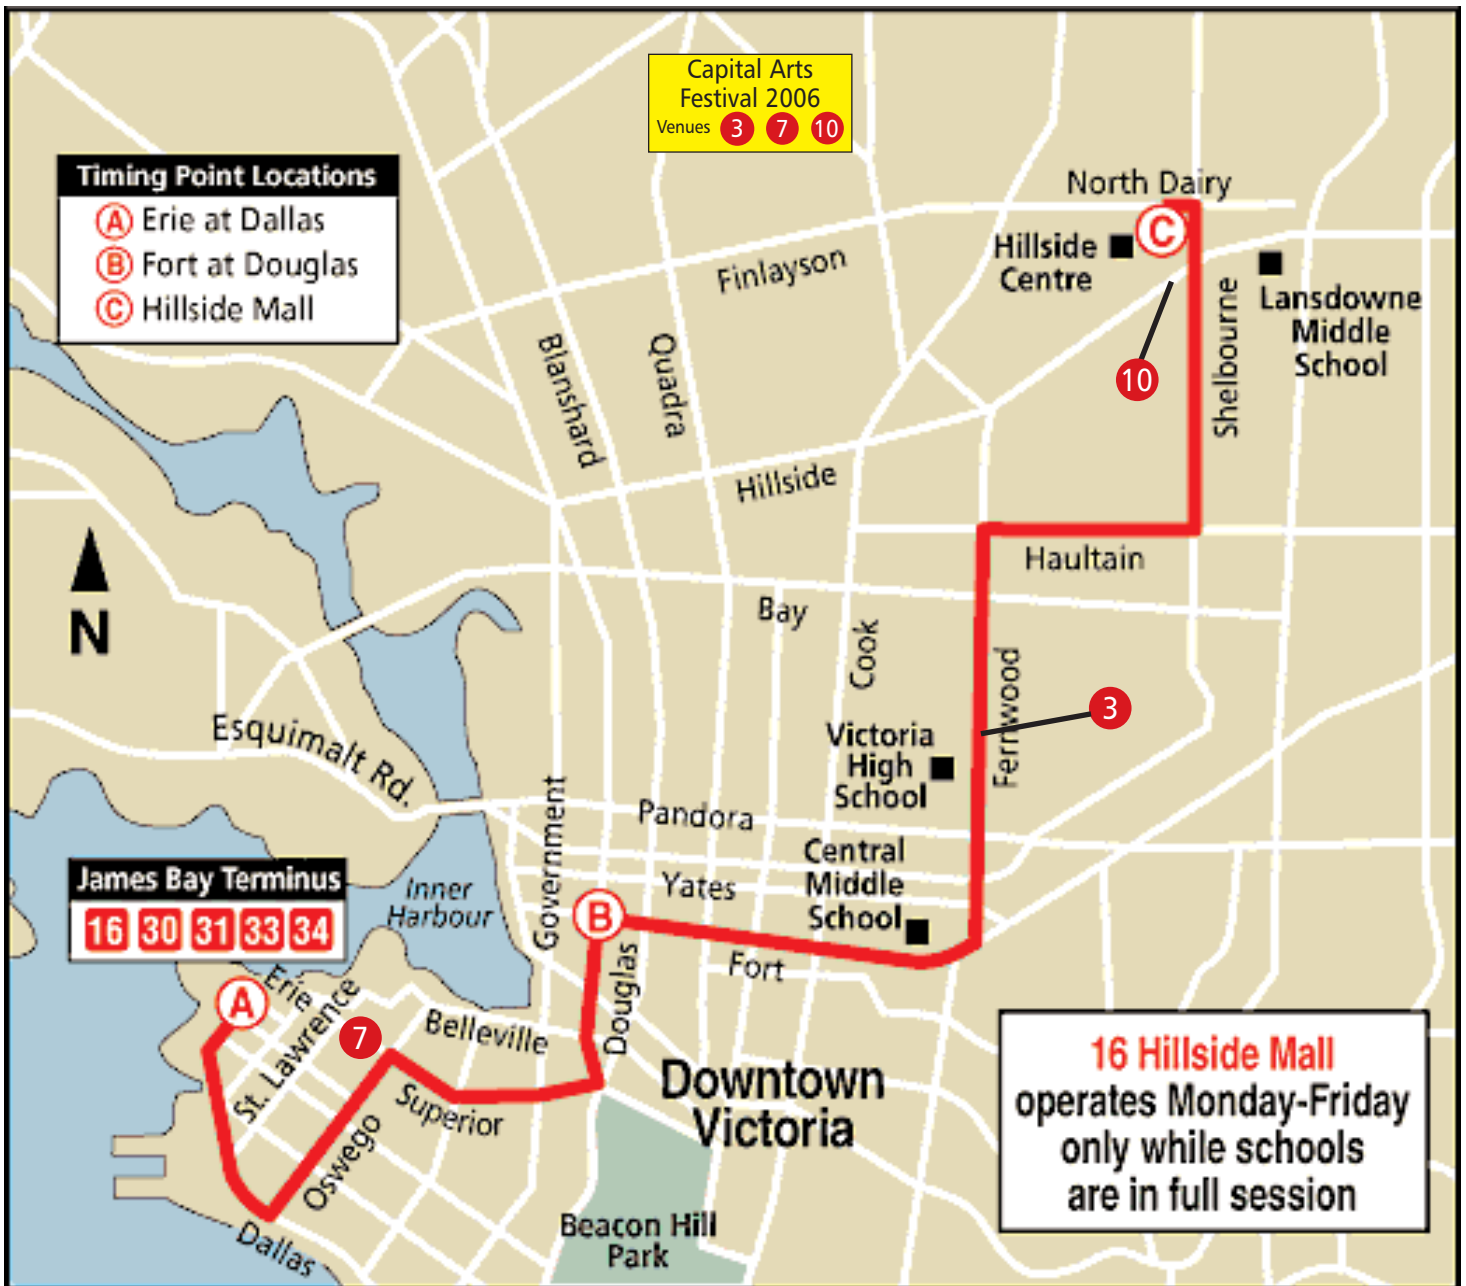 Capital Arts
Festival 2006
Venues 3 7 10
Timing Point Locations
A Erie at Dallas
B Fort at Douglas
C Hillside Mall
North Dairy
C
Hillside
Centre
Finlayson
Lansdowne
Middle
School
Shelbourne
10
Blanshard
Quadra
Hillside
Haultain
N
Bay
Cook
Fernwood
3
Victoria
High
School
Esquimalt Rd.
Government
Pandora
Central
Middle
School
Yates
James Bay Terminus
16 30 31 33 34
Inner
Harbour
B
Fort
Douglas
A
Erie
St. Lawrence
7
Belleville
Superior
Oswego
Dallas
Downtown
Victoria
Beacon Hill
Park
16 Hillside Mall
operates Monday-Friday
only while schools
are in full session